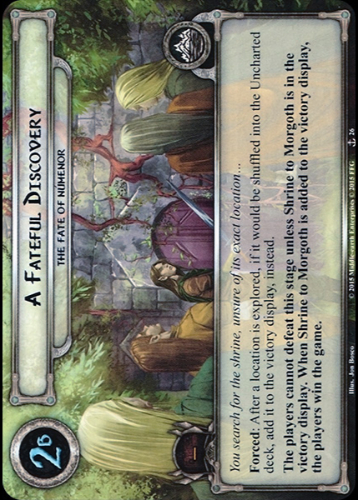 2B
A Fateful Discovery
The Fate of Númenor
You search for the shrine, unsure of its exact location…
Forced: After a location is explored, if it would be shuffled into the Uncharted
deck, add it to the victory display, instead.
The players cannot defeat this stage unless Shrine to Morgoth is in the
victory display. When Shrine to Morgoth is added to the victory display,
the players win the game.
Illus. Jon Bosco © 2015 Middle-earth Enterprises © 2015 FFG 26